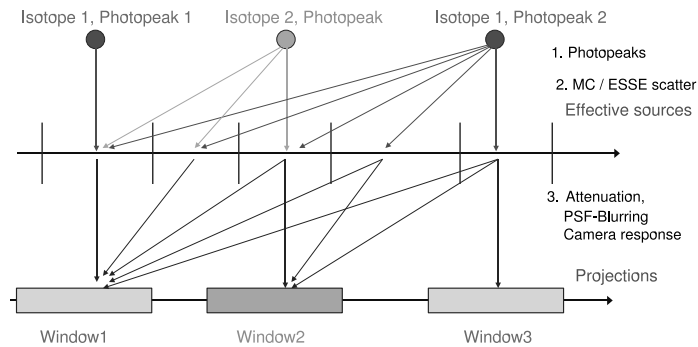 Isotope 1, Photopeak 1
Isotope 2, Photopeak
Isotope 1, Photopeak 2
1. Photopeaks
2. MC / ESSE scatter
Effective sources
3. Attenuation,
PSF-Blurring
Camera response
Projections
Window1
Window2
Window3